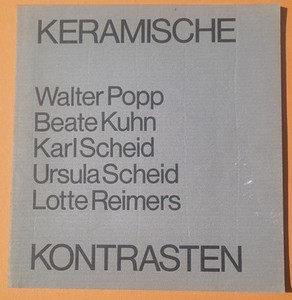 KERAMISCHE
Walter Popp
Beate Kuhn
Karl Scheid
Ursula Scheid
Lotte Reimers
KONTRASTEN